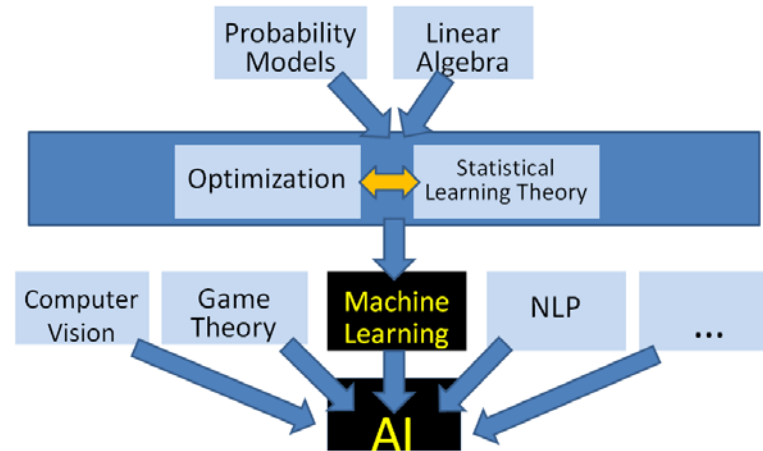 Probability
Models
Linear
Algebra
Optimization
Statistical
Learning Theory
Computer
Vision
Game
Theory
Machine
Learning
NLP
...
AI